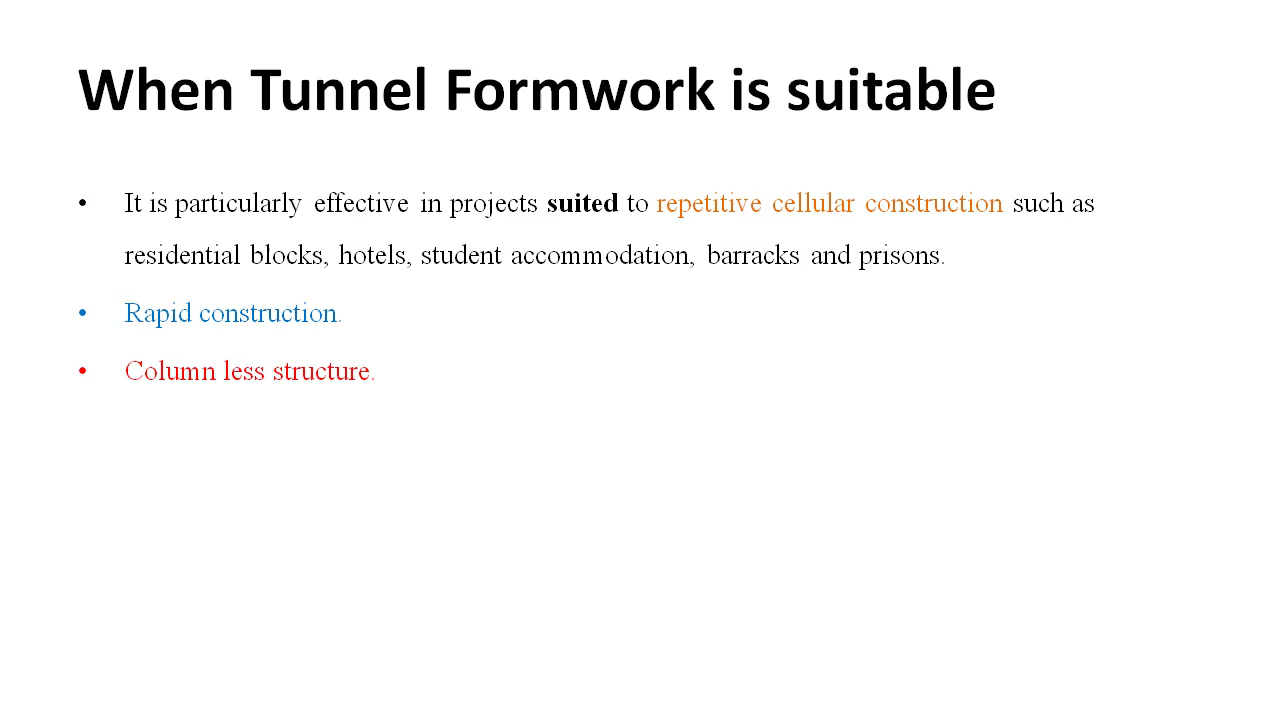 When Tunnel Formwork is suitable
• It is particularly effective in projects suited to repetitive cellular construction such as
residential blocks, hotels, student accommodation, barracks and prisons.
• Rapid construction.
• Column less structure.